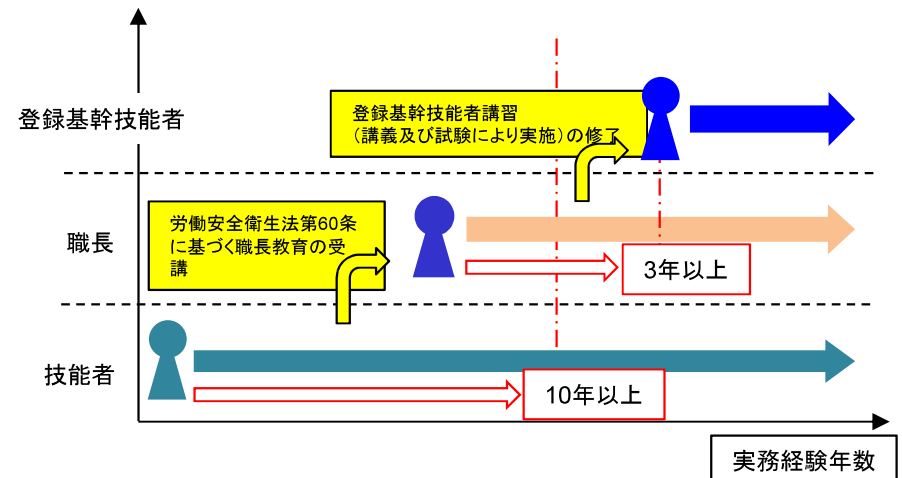 登録基幹技能者
登録基幹技能者講習
（講義及び試験により実施）の修了
職長
労働安全衛生法第60条
に基づく職長教育の受
講
3年以上
技能者
10年以上
実務経験年数